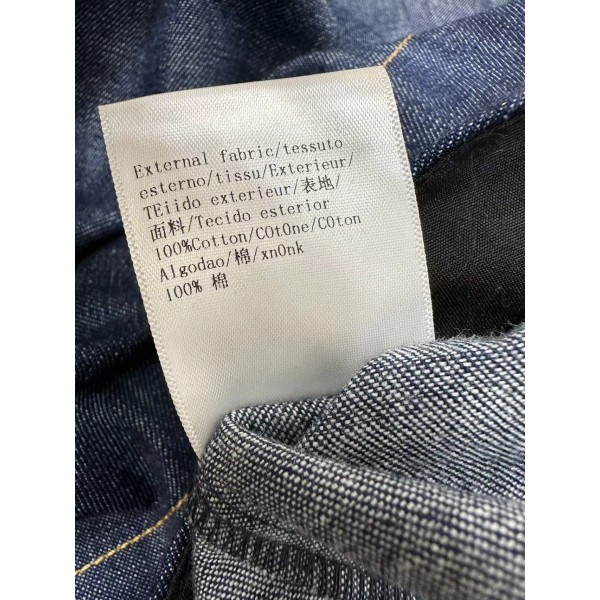 External fabric/tessuto
esterno/tissu/Exterieur/
TEiido exterieur/表地/
面料/Tecido esterior
100%Cotton/COtOne/COton
Algodao/棉/xnOnk
100% 棉